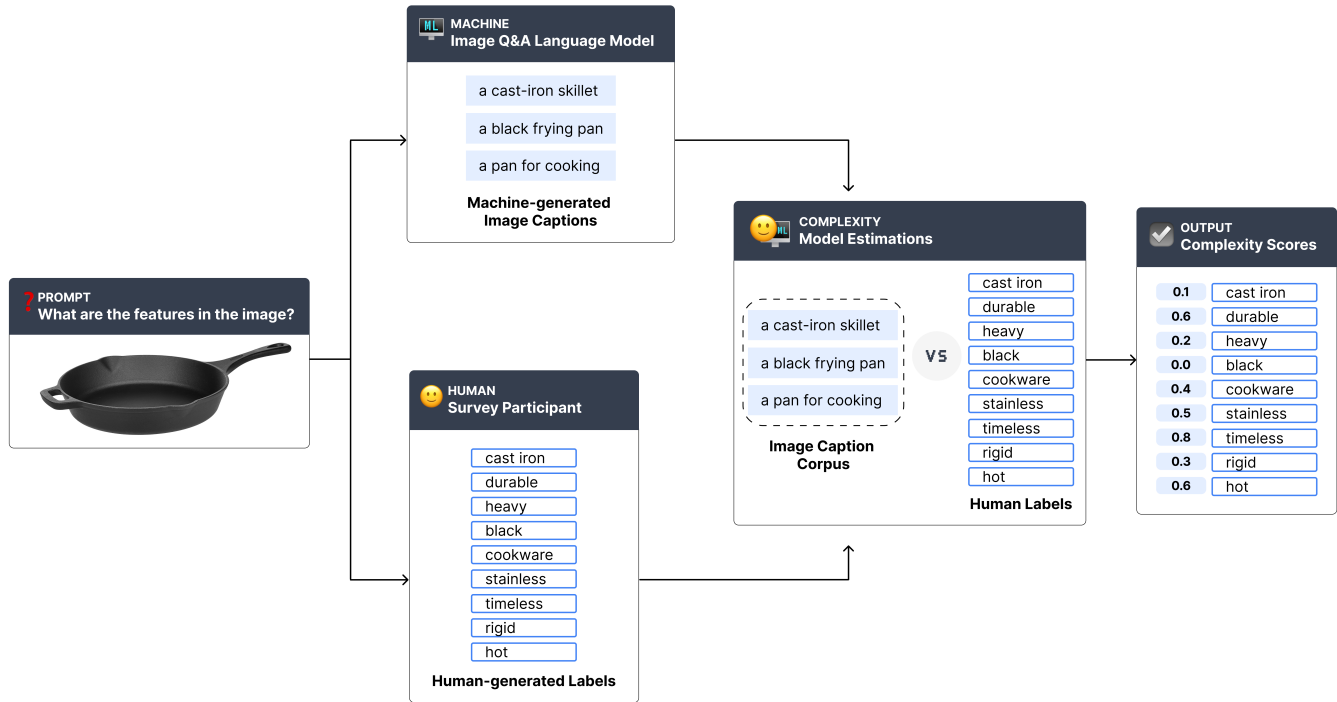 PROMPT
What are the features in the image?
ML
MACHINE
Image Q&A Language Model
a cast-iron skillet
a black frying pan
a pan for cooking
Machine-generated
Image Captions
HUMAN
Survey Participant
cast iron
durable
heavy
black
cookware
stainless
timeless
rigid
hot
Human-generated Labels
ML
COMPLEXITY
Model Estimations
a cast-iron skillet
a black frying pan
a pan for cooking
Image Caption
Corpus
VS
cast iron
durable
heavy
black
cookware
stainless
timeless
rigid
hot
Human Labels
OUTPUT
Complexity Scores
0.1 cast iron
0.6 durable
0.2 heavy
0.0 black
0.4 cookware
0.5 stainless
0.8 timeless
0.3 rigid
0.6 hot